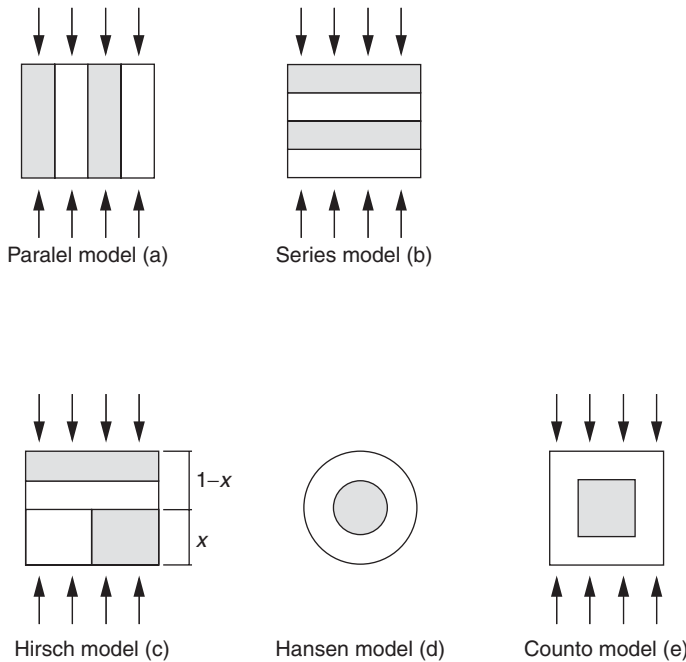 Paralel model (a)
Series model (b)
1–x
x
Hirsch model (c)
Hansen model (d)
Counto model (e)